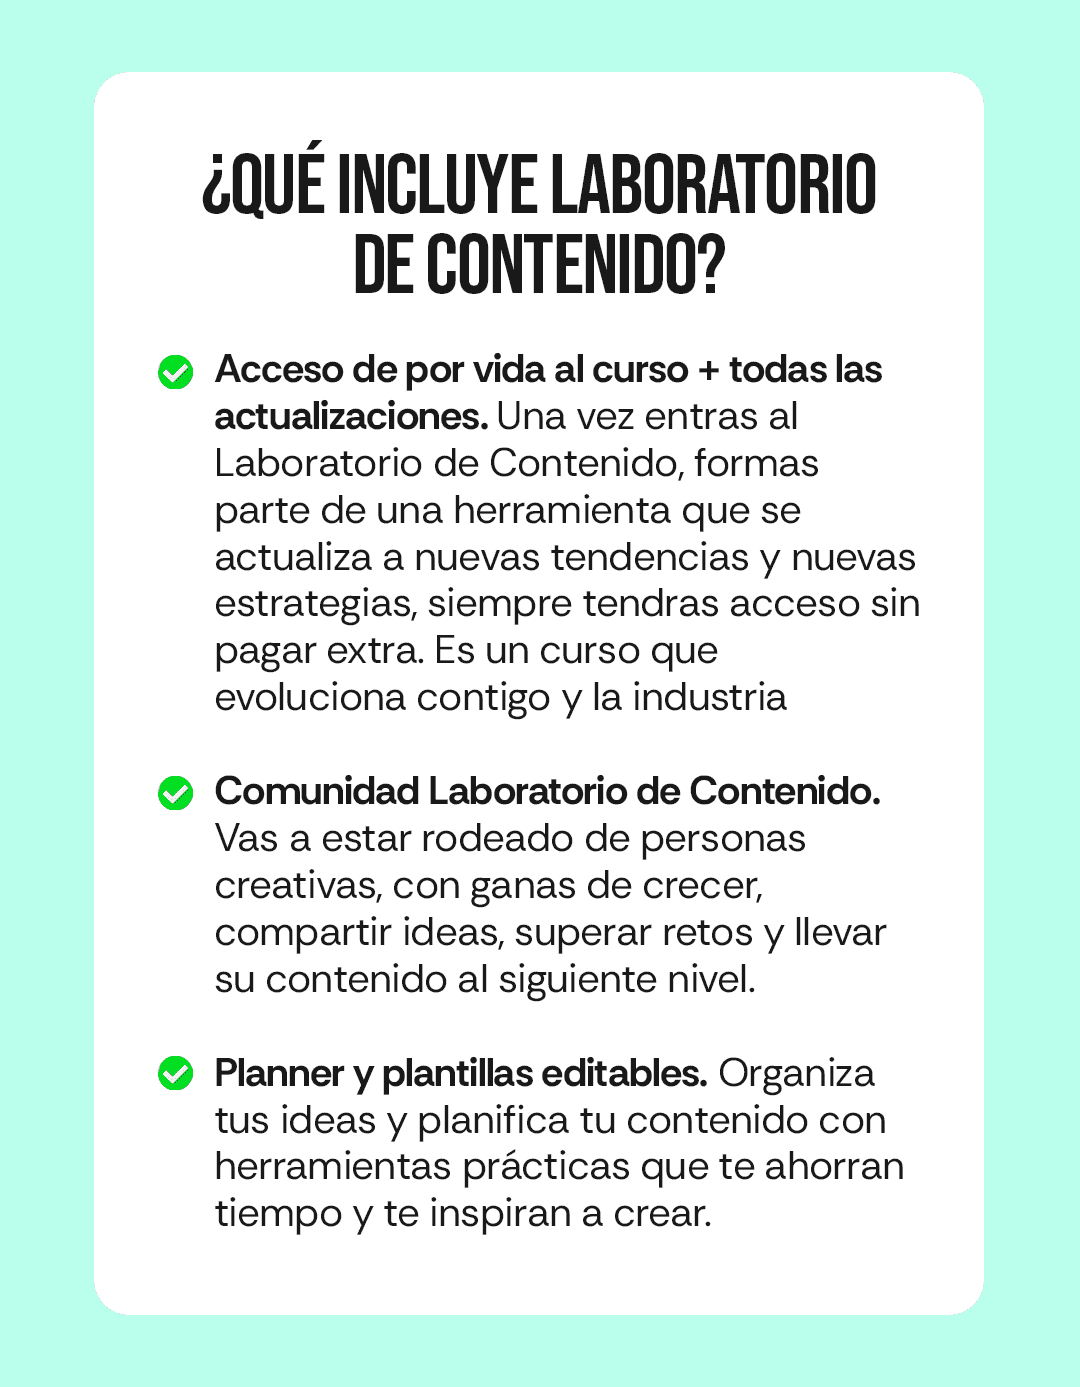 ¿QUÉ INCLUYE LABORATORIO
DE CONTENIDO?
Acceso de por vida al curso + todas las
actualizaciones. Una vez entras al
Laboratorio de Contenido, formas
parte de una herramienta que se
actualiza a nuevas tendencias y nuevas
estrategias, siempre tendras acceso sin
pagar extra. Es un curso que
evoluciona contigo y la industria
Comunidad Laboratorio de Contenido.
Vas a estar rodeado de personas
creativas, con ganas de crecer,
compartir ideas, superar retos y llevar
su contenido al siguiente nivel.
Planner y plantillas editables. Organiza
tus ideas y planifica tu contenido con
herramientas prácticas que te ahorran
tiempo y te inspiran a crear.